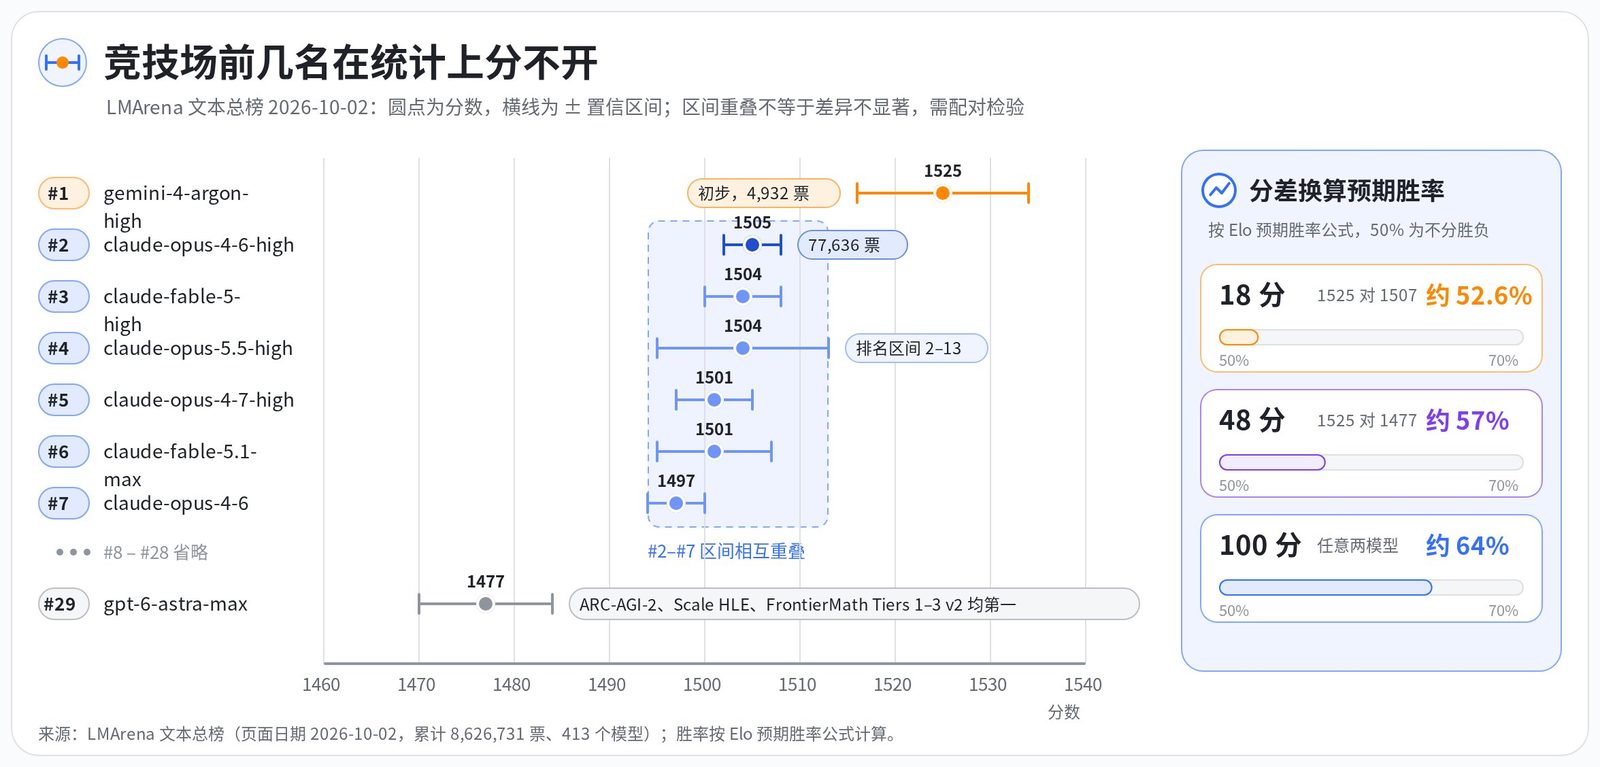 竞技场前几名在统计上分不开
LMArena 文本总榜 2026-10-02：圆点为分数，横线为 ± 置信区间；区间重叠不等于差异不显著，需配对检验
#1 gemini-4-argon-
high
初步，4,932 票
1525
#2 claude-opus-4-6-high
1505
77,636 票
#3 claude-fable-5-
high
1504
#4 claude-opus-5.5-high
1504
排名区间 2–13
#5 claude-opus-4-7-high
1501
#6 claude-fable-5.1-
max
1501
#7 claude-opus-4-6
1497
#8 – #28 省略
#2–#7 区间相互重叠
#29 gpt-6-astra-max
1477
ARC-AGI-2、Scale HLE、FrontierMath Tiers 1–3 v2 均第一
1460 1470 1480 1490 1500 1510 1520 1530 1540
分数
分差换算预期胜率
按 Elo 预期胜率公式，50% 为不分胜负
18 分 1525 对 1507 约 52.6%
50% 70%
48 分 1525 对 1477 约 57%
50% 70%
100 分 任意两模型 约 64%
50% 70%
来源：LMArena 文本总榜（页面日期 2026-10-02，累计 8,626,731 票、413 个模型）；胜率按 Elo 预期胜率公式计算。